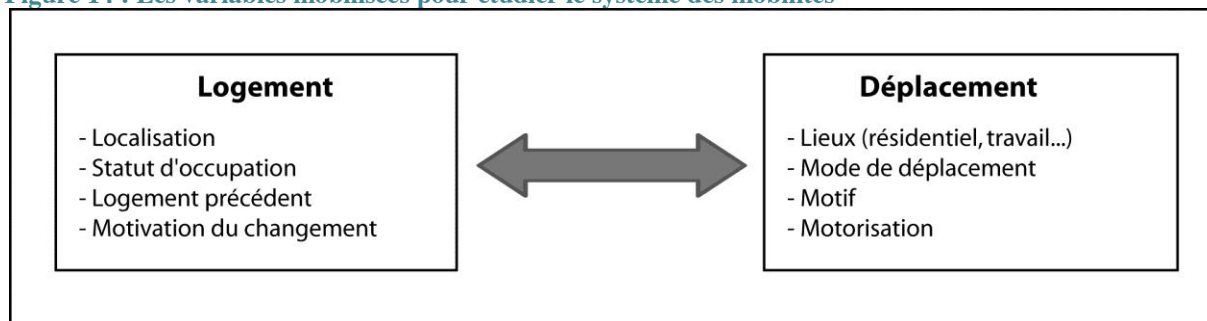 Figure 17 : Les variables mobilisées pour étudier le système des mobilités
Logement
- Localisation
- Statut d'occupation
- Logement précédent
- Motivation du changement
Déplacement
- Lieux (résidentiel, travail...)
- Mode de déplacement
- Motif
- Motorisation